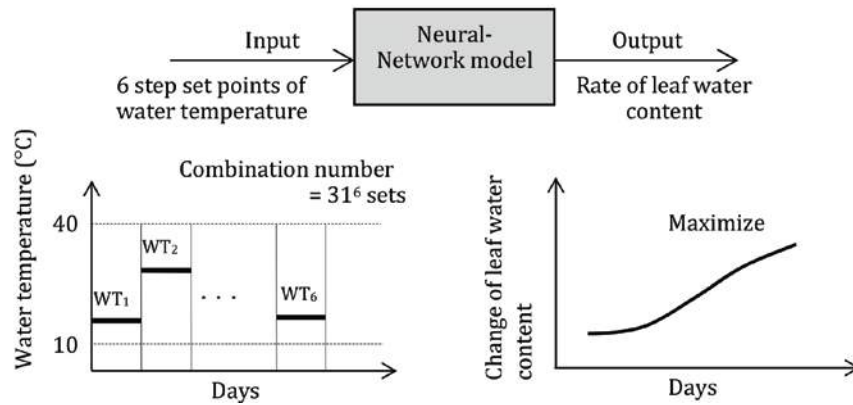 Input
Neural-
Network model
Output
6 step set points of
water temperature
Rate of leaf water
content
Combination number
= 31⁶ sets
Water temperature (°C)
40
10
WT₁
WT₂
. . .
WT₆
Days
Change of leaf water
content
Maximize
Days